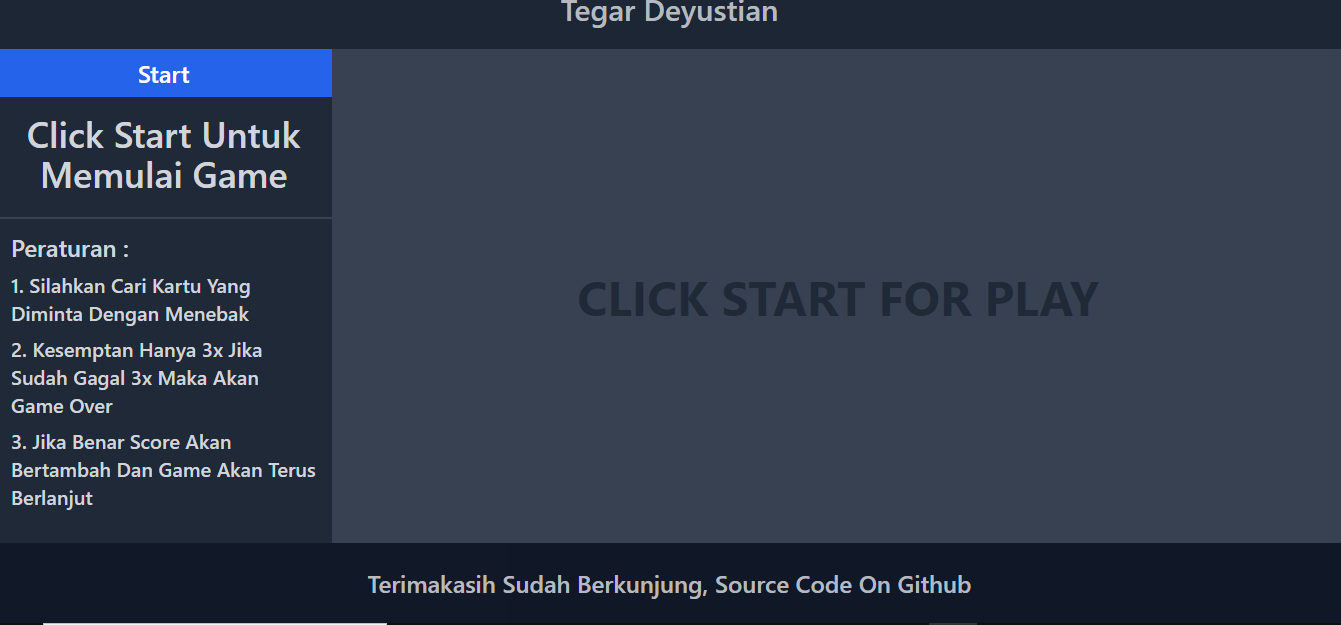 Tegar Deyustian
Start
Click Start Untuk
Memulai Game
Peraturan :
1. Silahkan Cari Kartu Yang
Diminta Dengan Menebak
2. Kesemptan Hanya 3x Jika
Sudah Gagal 3x Maka Akan
Game Over
3. Jika Benar Score Akan
Bertambah Dan Game Akan Terus
Berlanjut
CLICK START FOR PLAY
Terimakasih Sudah Berkunjung, Source Code On Github